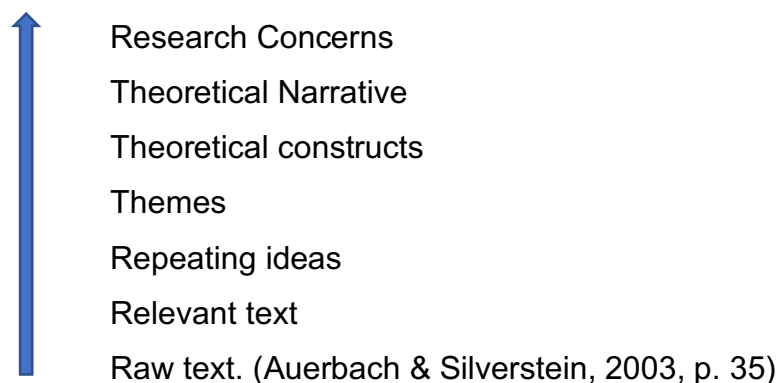 Research Concerns
Theoretical Narrative
Theoretical constructs
Themes
Repeating ideas
Relevant text
Raw text. (Auerbach & Silverstein, 2003, p. 35)